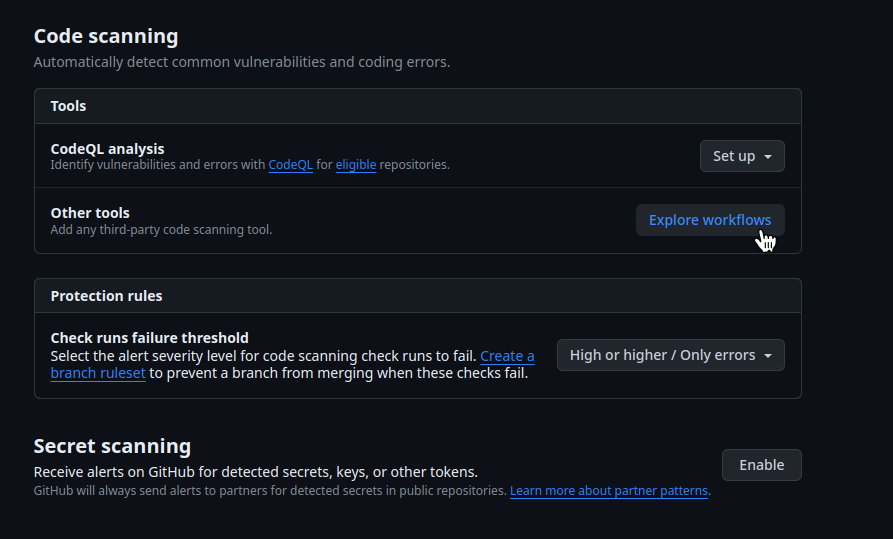 Code scanning
Automatically detect common vulnerabilities and coding errors.
Tools
CodeQL analysis
Identify vulnerabilities and errors with CodeQL for eligible repositories.
Set up
Other tools
Add any third-party code scanning tool.
Explore workflows
Protection rules
Check runs failure threshold
Select the alert severity level for code scanning check runs to fail. Create a
branch ruleset to prevent a branch from merging when these checks fail.
High or higher / Only errors
Secret scanning
Receive alerts on GitHub for detected secrets, keys, or other tokens.
GitHub will always send alerts to partners for detected secrets in public repositories. Learn more about partner patterns.
Enable